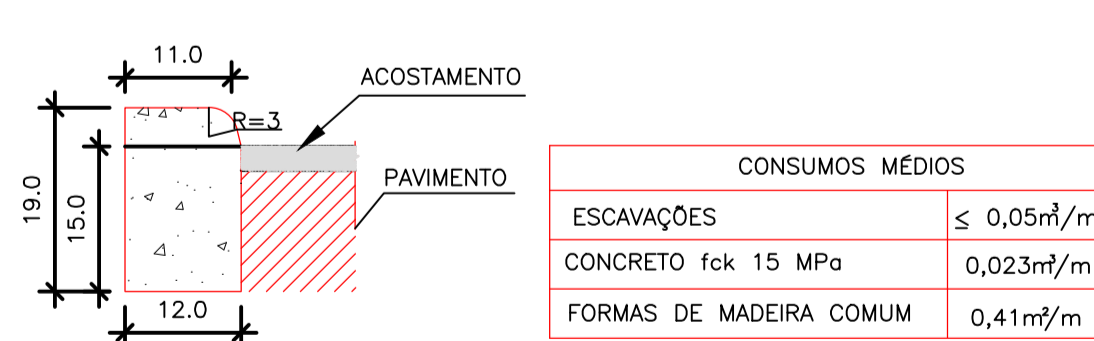 11.0
ACOSTAMENTO
R=3
PAVIMENTO
19.0
15.0
12.0
CONSUMOS MÉDIOS
ESCAVAÇÕES ≤ 0,05m³/m
CONCRETO fck 15 MPa 0,023m³/m
FORMAS DE MADEIRA COMUM 0,41m²/m